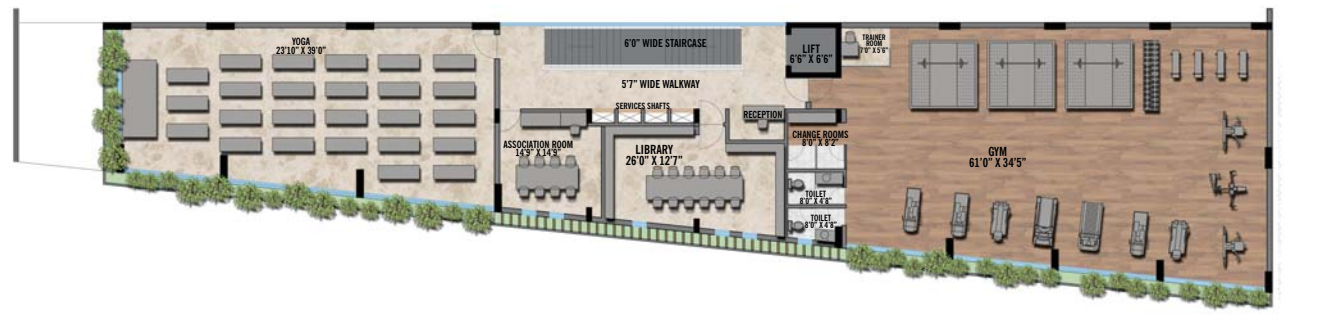 YOGA
23'10" X 39'0"
6'0" WIDE STAIRCASE
5'7" WIDE WALKWAY
SERVICES SHAFTS
LIFT
6'6" X 6'6"
TRAINER
ROOM
7'0" X 5'6"
RECEPTION
ASSOCIATION ROOM
14'9" X 14'9"
LIBRARY
26'0" X 12'7"
CHANGE ROOMS
8'0" X 8'2"
TOILET
8'0" X 4'8"
TOILET
8'0" X 4'8"
GYM
61'0" X 34'5"